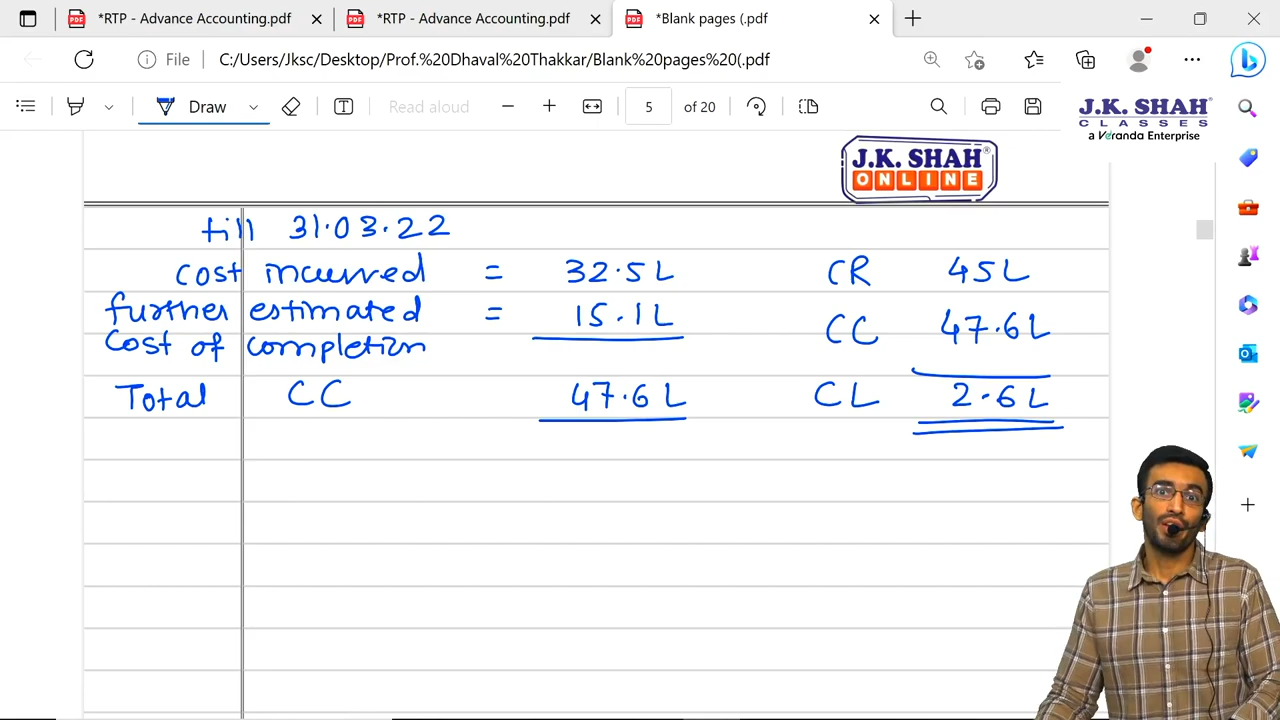 *RTP - Advance Accounting.pdf
*RTP - Advance Accounting.pdf
*Blank pages (.pdf
File C:/Users/Jksc/Desktop/Prof.%20Dhaval%20Thakkar/Blank%20pages%20(.pdf
Draw Read aloud 5 of 20
J.K. SHAH®
CLASSES
a Veranda Enterprise
J.K. SHAH®
ONLINE
till 31.03.22
cost incurred = 32.5L CR 45L
further estimated = 15.1L CC 47.6L
cost of completion
Total CC 47.6L CL 2.6L